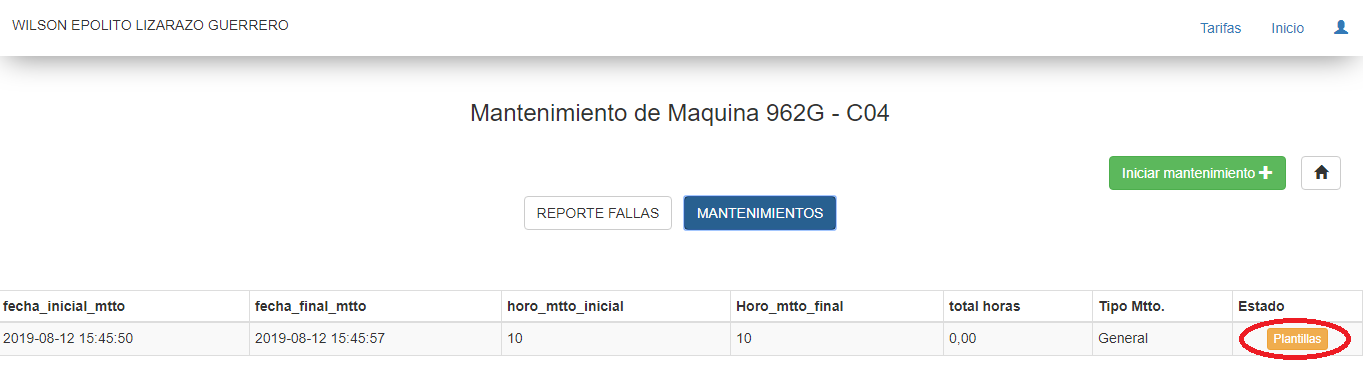 WILSON EPOLITO LIZARAZO GUERRERO Tarifas Inicio
Mantenimiento de Maquina 962G - C04
Iniciar mantenimiento
REPORTE FALLAS MANTENIMIENTOS
fecha_inicial_mtto fecha_final_mtto horo_mtto_inicial Horo_mtto_final total horas Tipo Mtto. Estado
2019-08-12 15:45:50 2019-08-12 15:45:57 10 10 0,00 General Plantillas